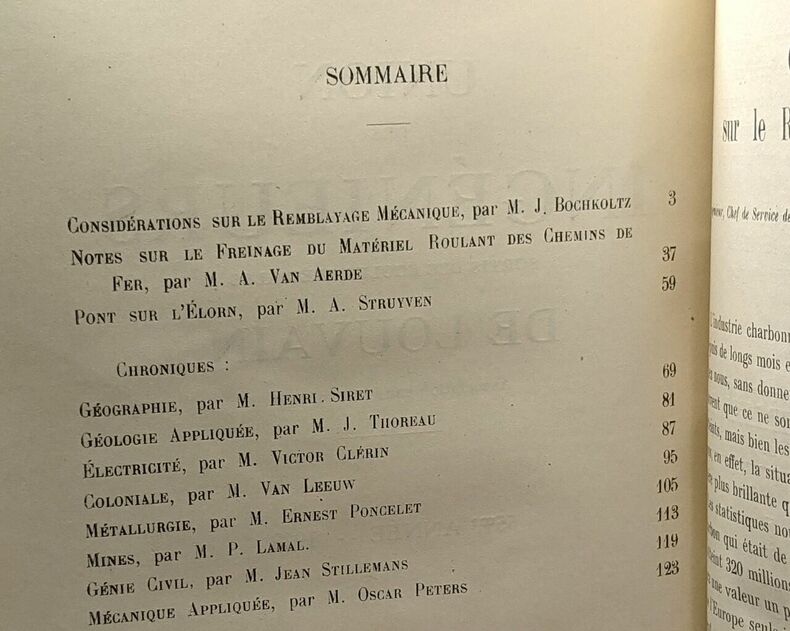 SOMMAIRE
CONSIDÉRATIONS SUR LE REMBLAYAGE MÉCANIQUE, par M. J. BOCHKOLTZ 3
NOTES SUR LE FREINAGE DU MATÉRIEL ROULANT DES CHEMINS DE
FER, par M. A. VAN AERDE 37
PONT SUR L'ÉLORN, par M. A. STRUYVEN 59
CHRONIQUES :
GÉOGRAPHIE, par M. HENRI SIRET 69
GÉOLOGIE APPLIQUÉE, par M. J. THOREAU 81
ÉLECTRICITÉ, par M. VICTOR CLÉRIN 87
COLONIALE, par M. VAN LEEUW 95
MÉTALLURGIE, par M. ERNEST PONCELET 105
MINES, par M. P. LAMAL. 113
GÉNIE CIVIL, par M. JEAN STILLEMANS 119
MÉCANIQUE APPLIQUÉE, par M. OSCAR PETERS 123
sur le R
Chef de Service de
L'industrie charbon
de longs mois e
nous, sans donne
que ce ne son
mais bien les
en effet, la situa
plus brillante q
statistiques no
qui était de
320 millions
une valeur un p
l'Europe seule